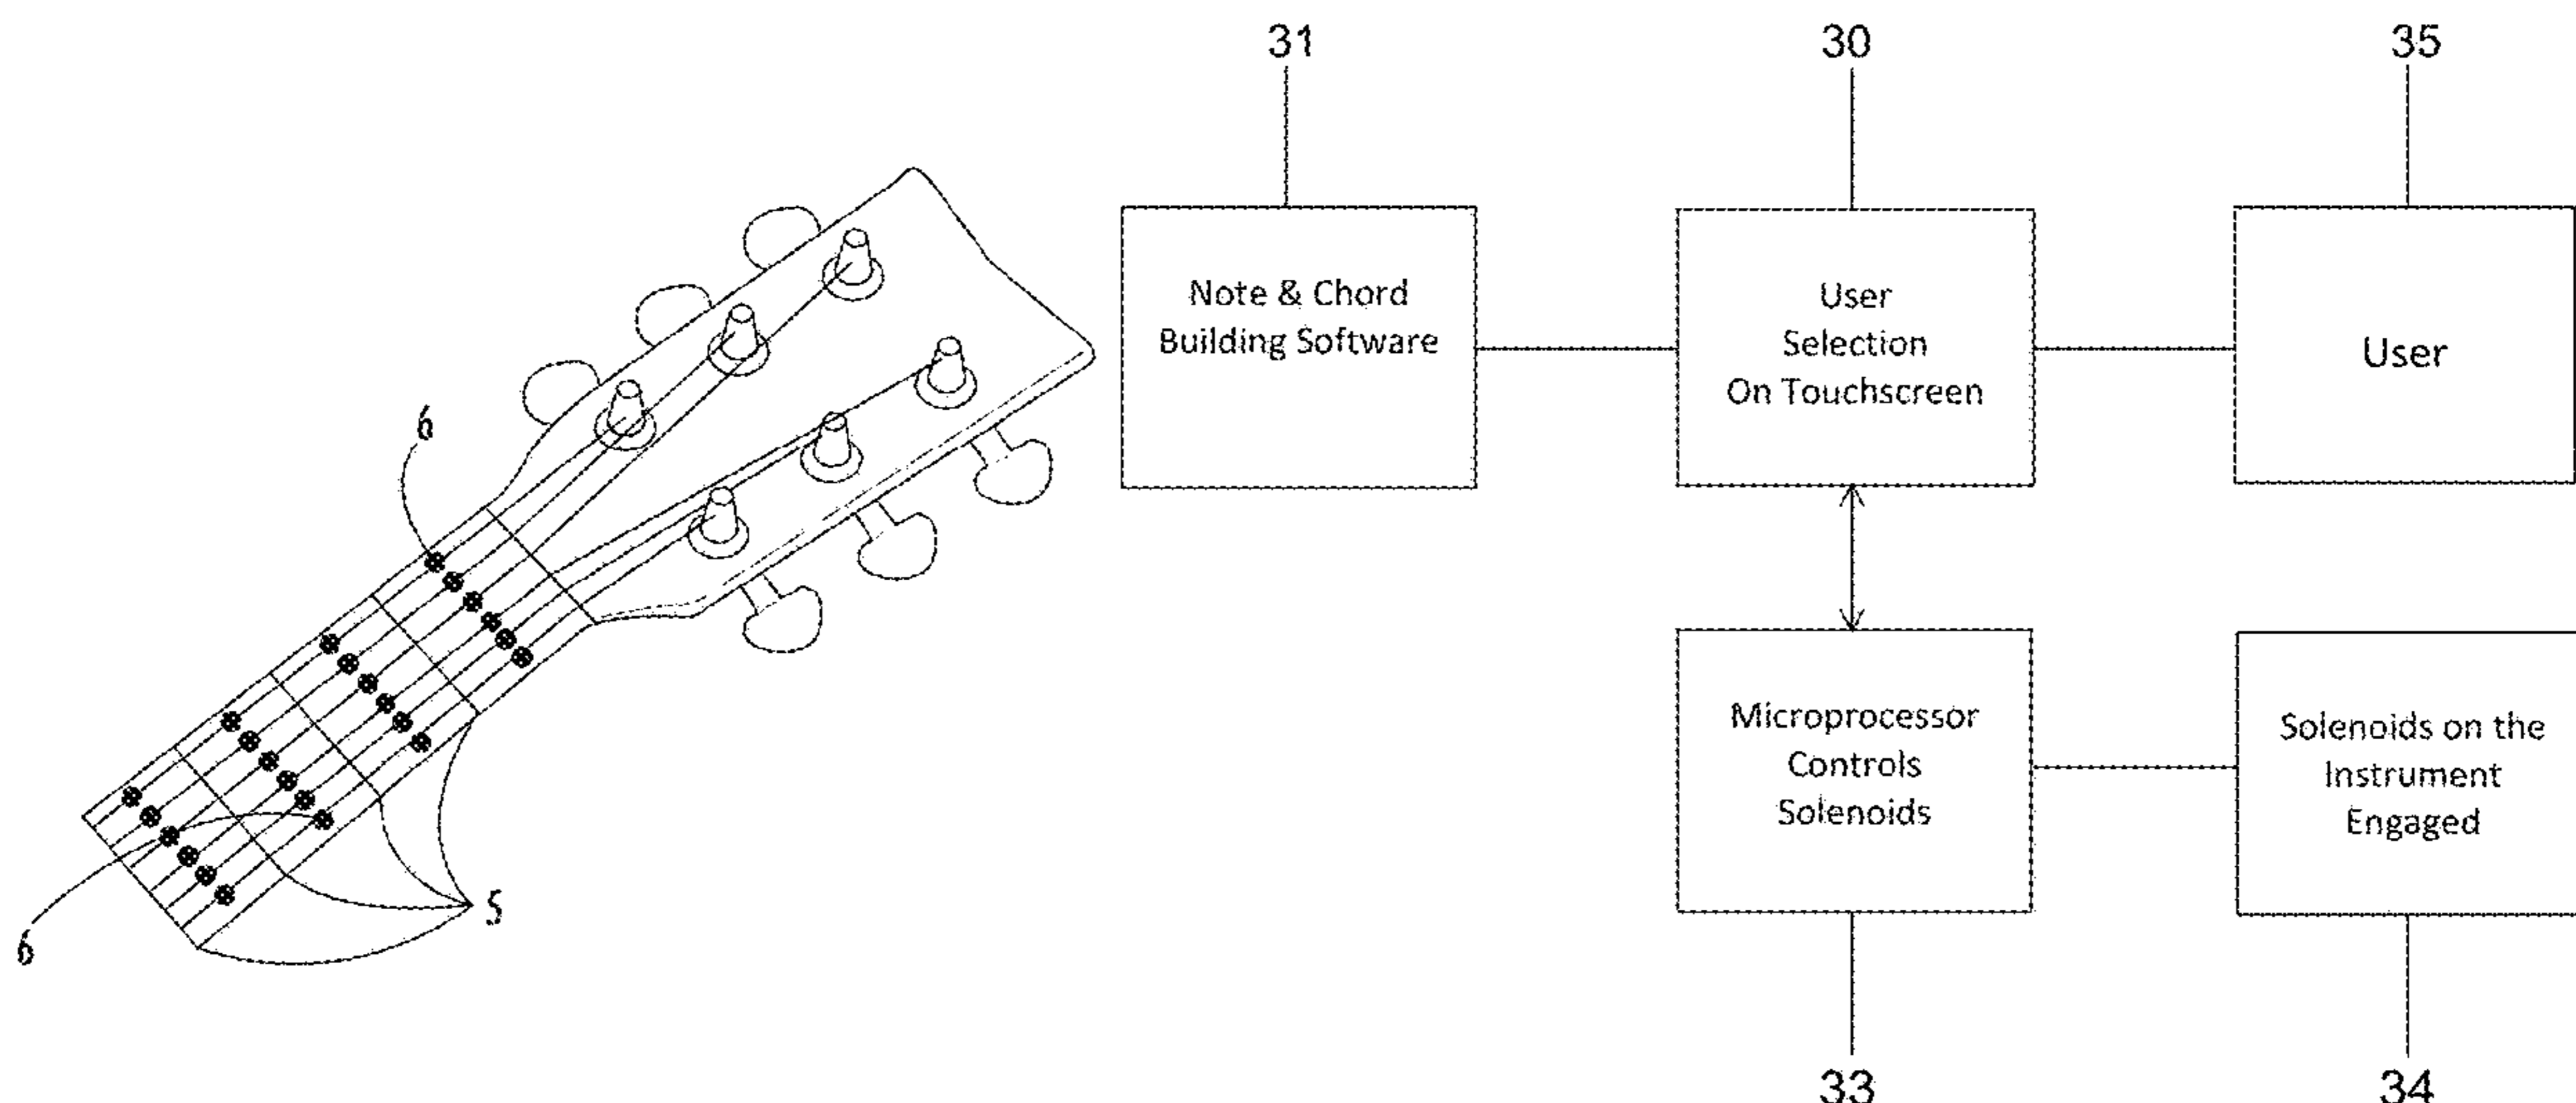 31
30
35
Note & Chord
Building Software
User
Selection
On Touchscreen
User
6
5
6
Microprocessor
Controls
Solenoids
Solenoids on the
Instrument
Engaged
33
34